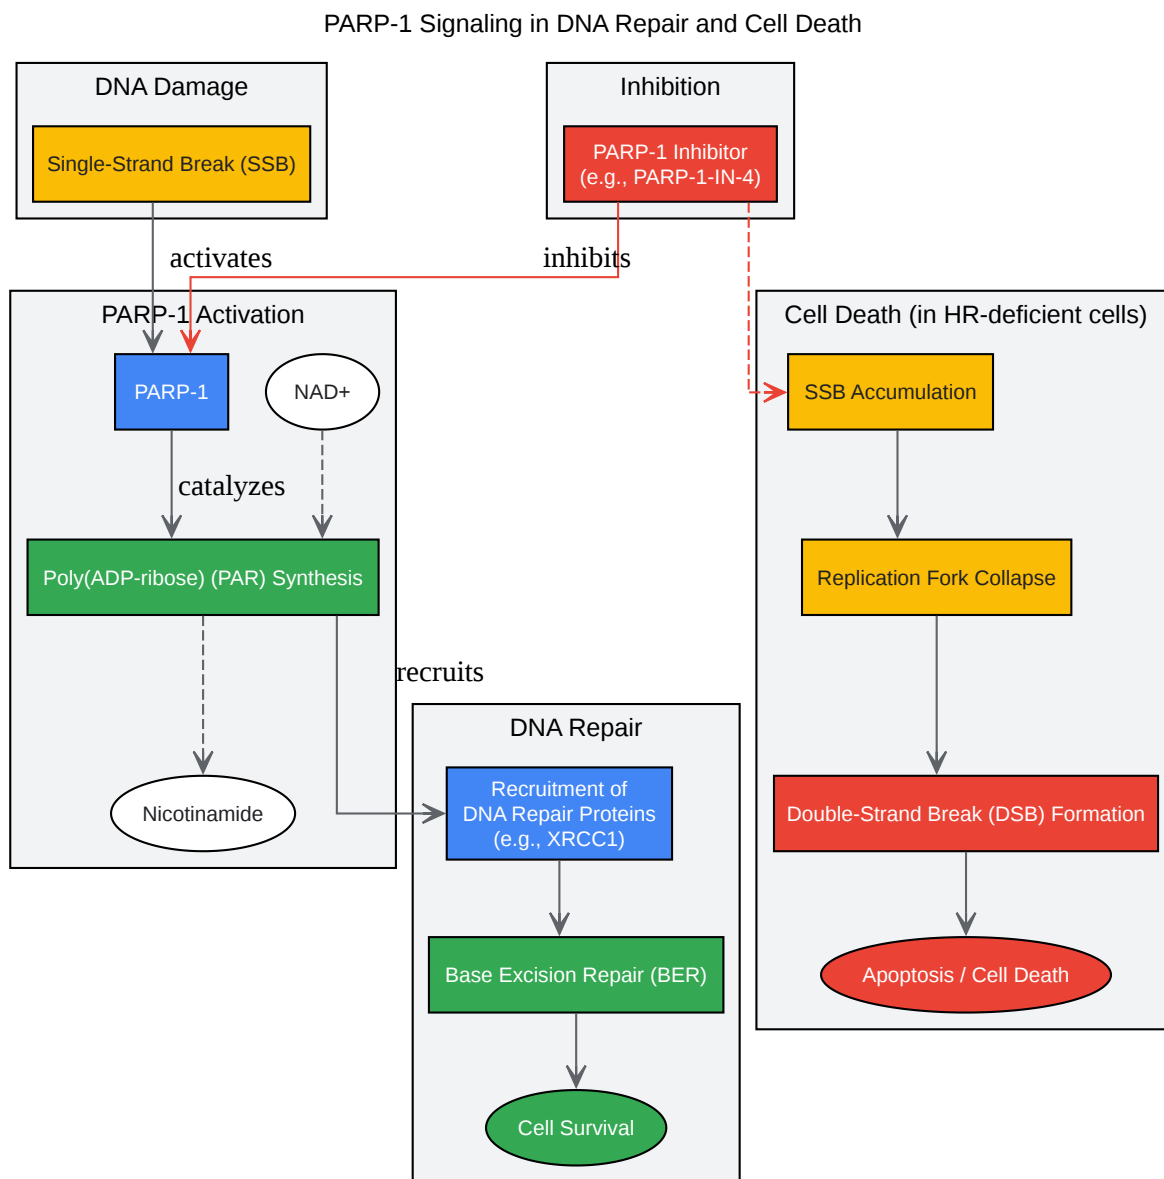 PARP-1 Signaling in DNA Repair and Cell Death
DNA Damage
Single-Strand Break (SSB)
Inhibition
PARP-1 Inhibitor
(e.g., PARP-1-IN-4)
activates
inhibits
PARP-1 Activation
PARP-1
NAD+
catalyzes
Poly(ADP-ribose) (PAR) Synthesis
Nicotinamide
recruits
DNA Repair
Recruitment of
DNA Repair Proteins
(e.g., XRCC1)
Base Excision Repair (BER)
Cell Survival
Cell Death (in HR-deficient cells)
SSB Accumulation
Replication Fork Collapse
Double-Strand Break (DSB) Formation
Apoptosis / Cell Death